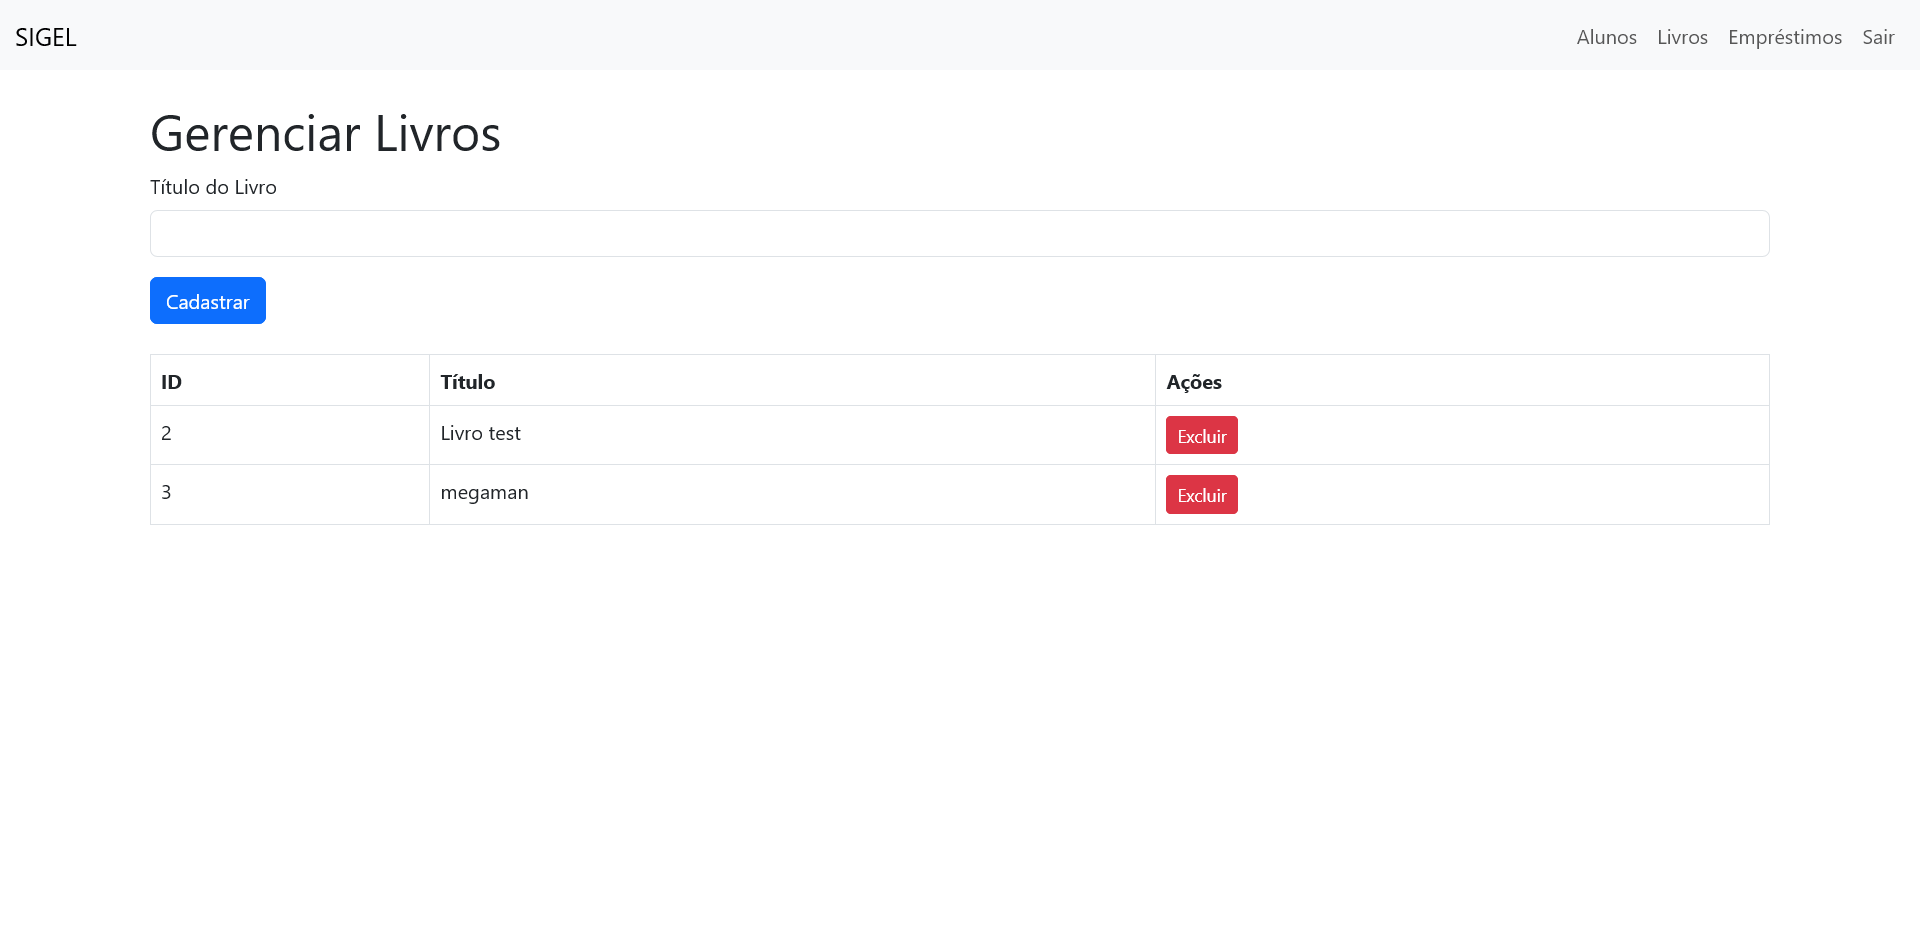 SIGEL Alunos Livros Empréstimos Sair
Gerenciar Livros
Título do Livro
Cadastrar
ID Título Ações
2 Livro test Excluir
3 megaman Excluir